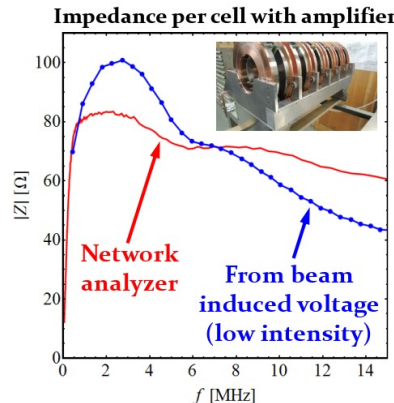 Impedance per cell with amplifier
100
80
60
40
20
0
|Z| [Ω]
Network
analyzer
From beam
induced voltage
(low intensity)
0 2 4 6 8 10 12 14
f [MHz]